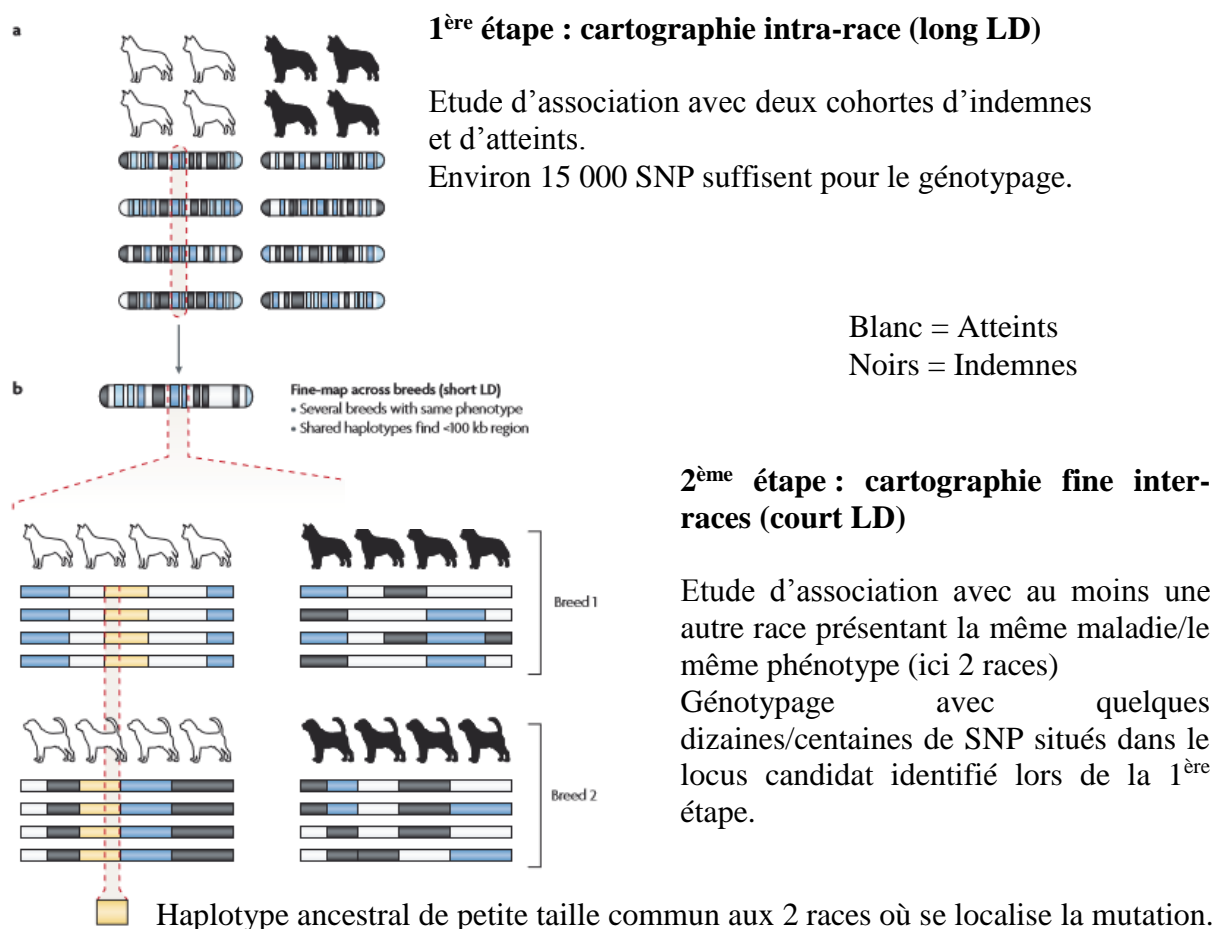 a
1ère étape : cartographie intra-race (long LD)
Etude d’association avec deux cohortes d’indemnes
et d’atteints.
Environ 15 000 SNP suffisent pour le génotypage.
Blanc = Atteints
Noirs = Indemnes
b
Fine-map across breeds (short LD)
• Several breeds with same phenotype
• Shared haplotypes find <100 kb region
2ème étape : cartographie fine inter-
races (court LD)
Etude d’association avec au moins une
autre race présentant la même maladie/le
même phénotype (ici 2 races)
Génotypage avec quelques
dizaines/centaines de SNP situés dans le
locus candidat identifié lors de la 1ère
étape.
Breed 1
Breed 2
Haplotype ancestral de petite taille commun aux 2 races où se localise la mutation.